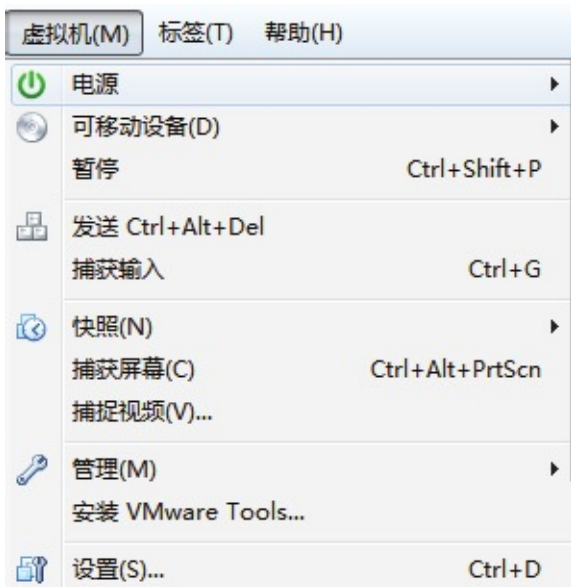 虚拟机(M) 标签(T) 帮助(H)
电源
可移动设备(D)
暂停 Ctrl+Shift+P
发送 Ctrl+Alt+Del
捕获输入 Ctrl+G
快照(N)
捕获屏幕(C) Ctrl+Alt+PrtScn
捕捉视频(V)...
管理(M)
安装 VMware Tools...
设置(S)... Ctrl+D